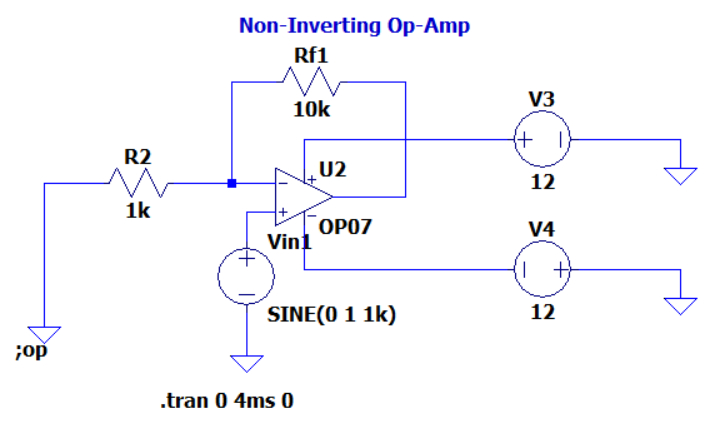 Non-Inverting Op-Amp
Rf1
10k
V3
12
R2
1k
U2
OP07
Vin1
SINE(0 1 1k)
V4
12
;op
.tran 0 4ms 0